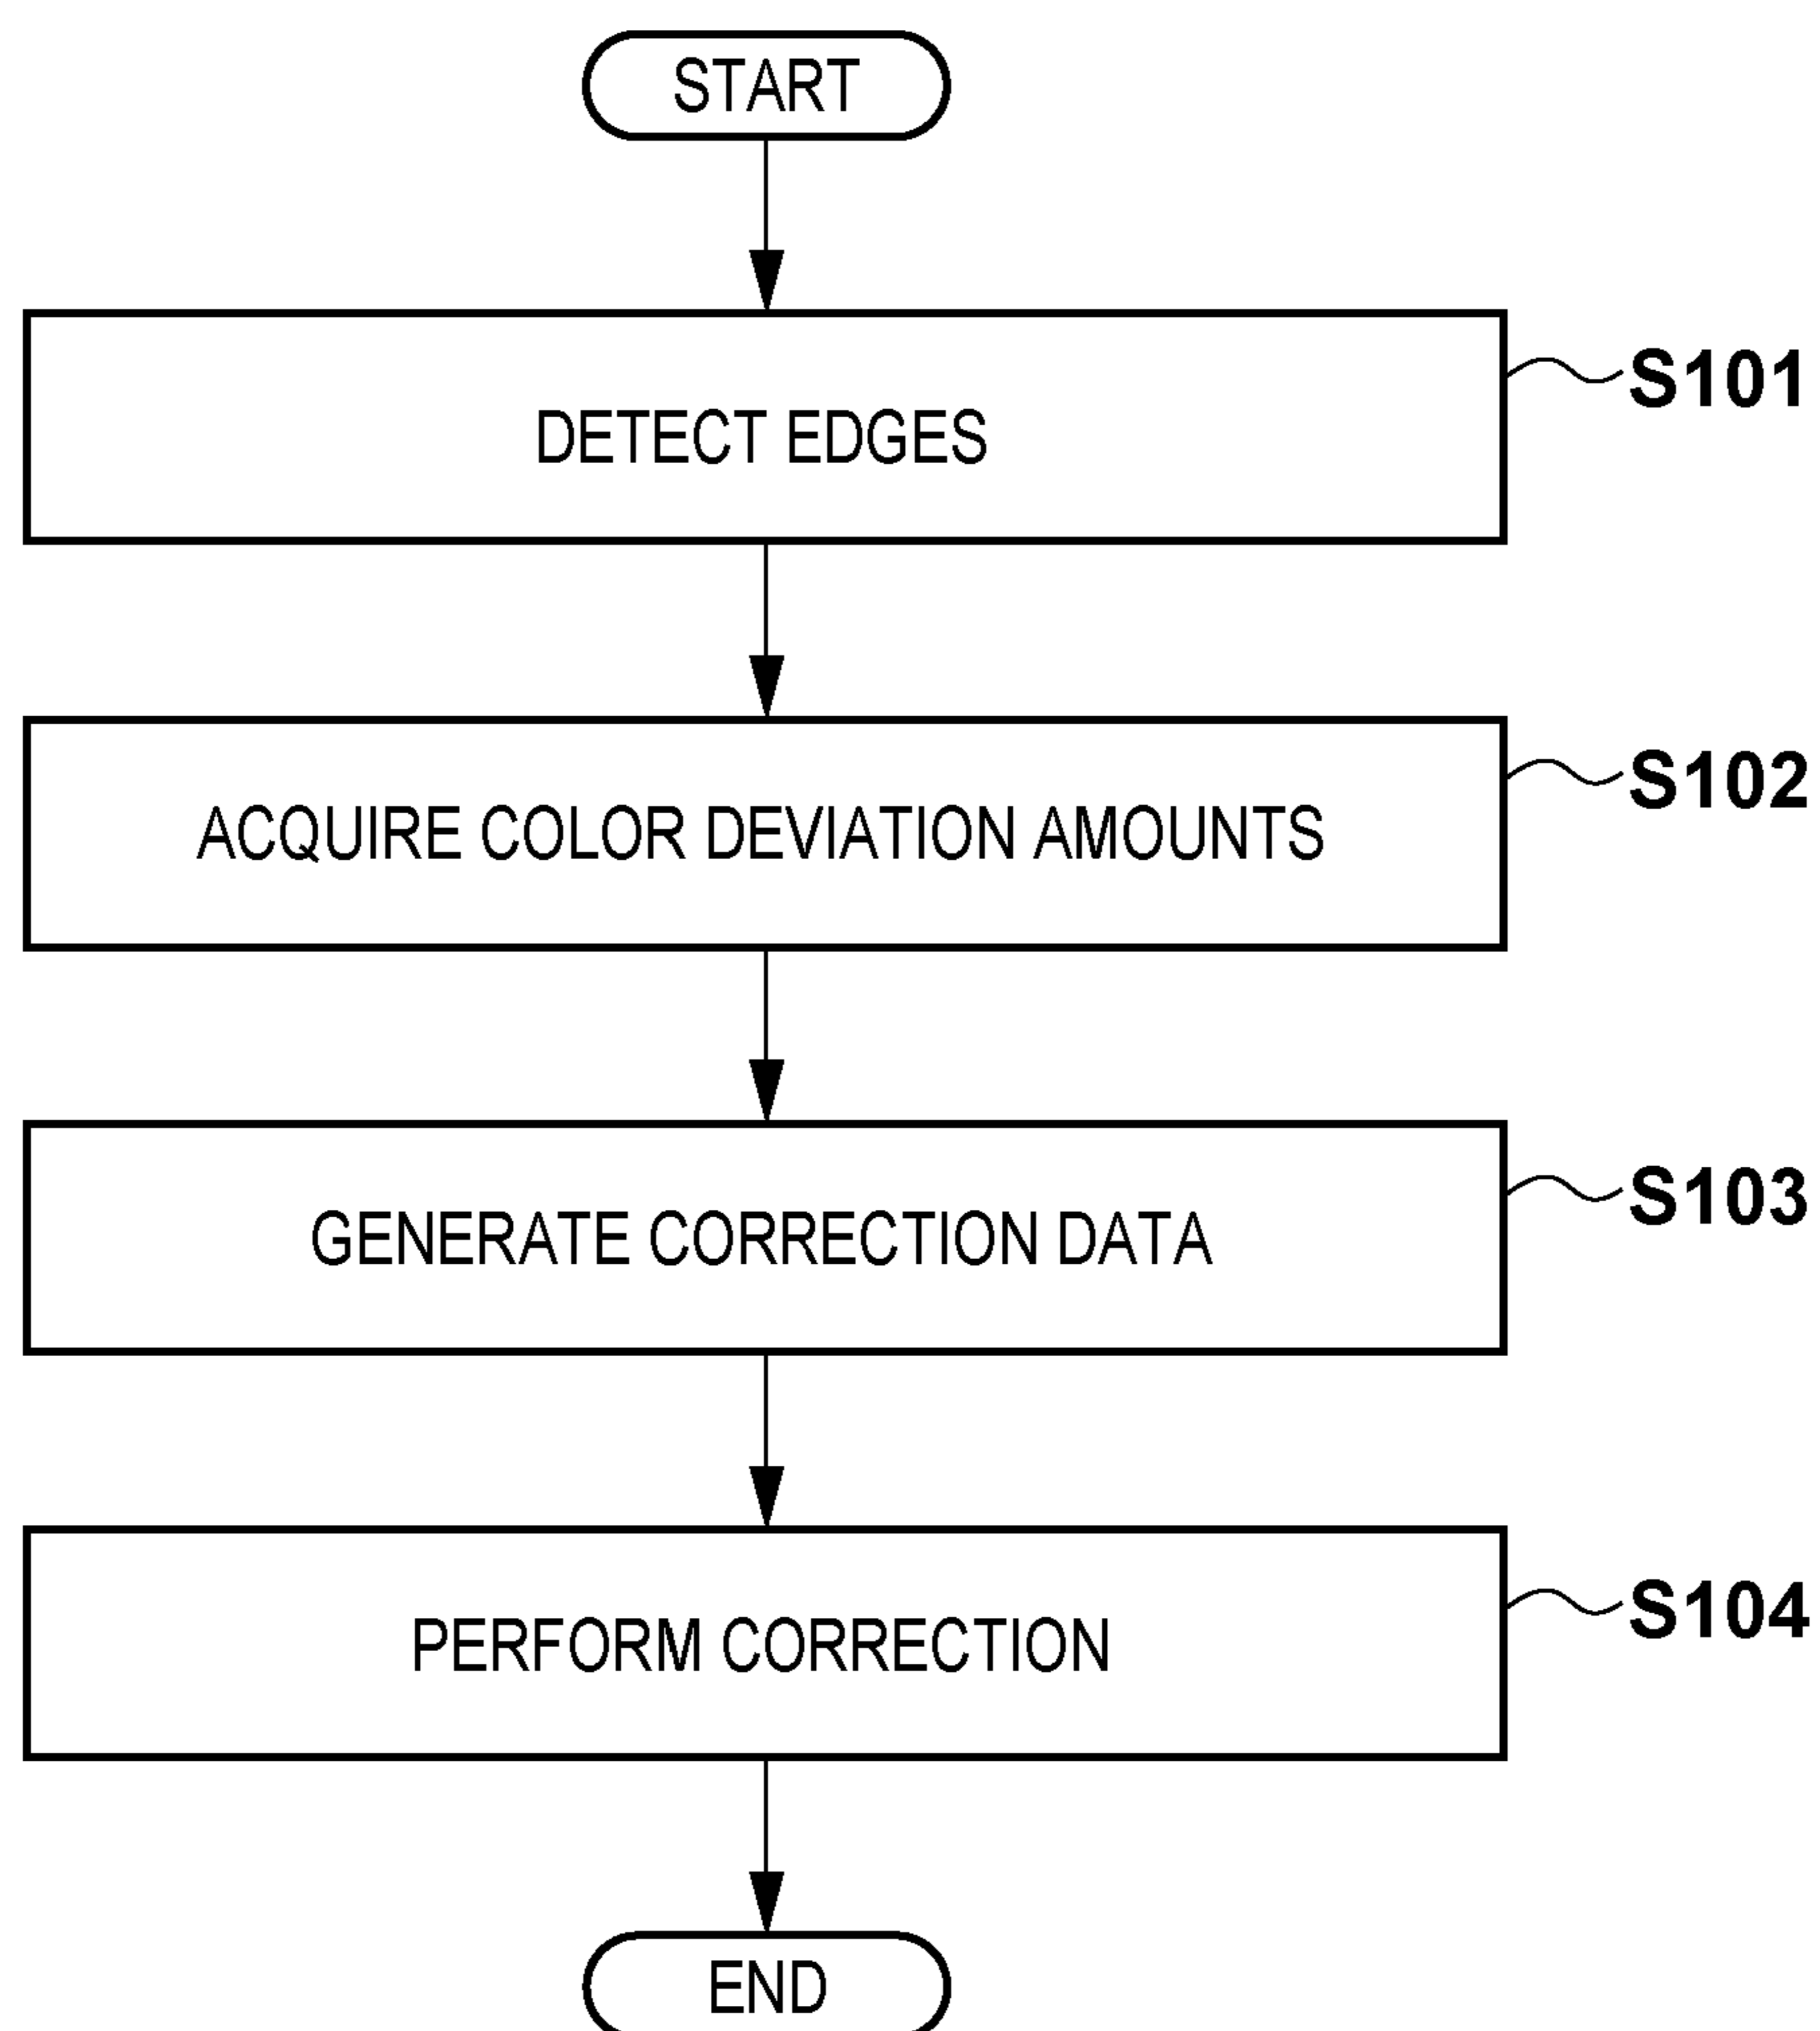 START
DETECT EDGES
S101
ACQUIRE COLOR DEVIATION AMOUNTS
S102
GENERATE CORRECTION DATA
S103
PERFORM CORRECTION
S104
END